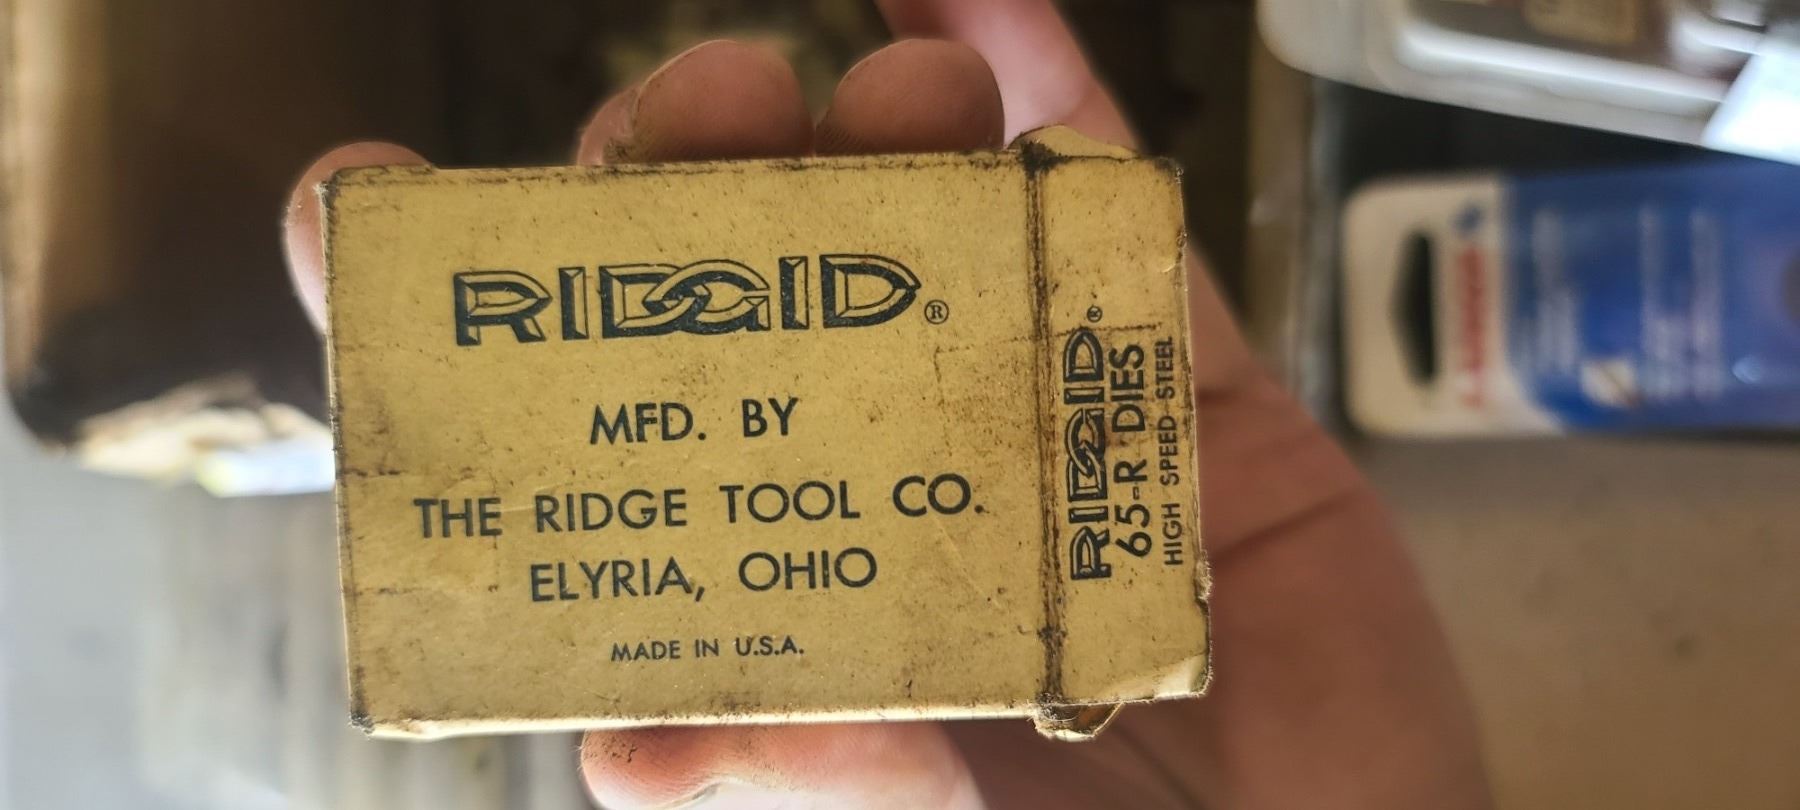 RIDGID®
MFD. BY
THE RIDGE TOOL CO.
ELYRIA, OHIO
MADE IN U.S.A.
RIDGID®
65-R DIES
HIGH SPEED STEEL